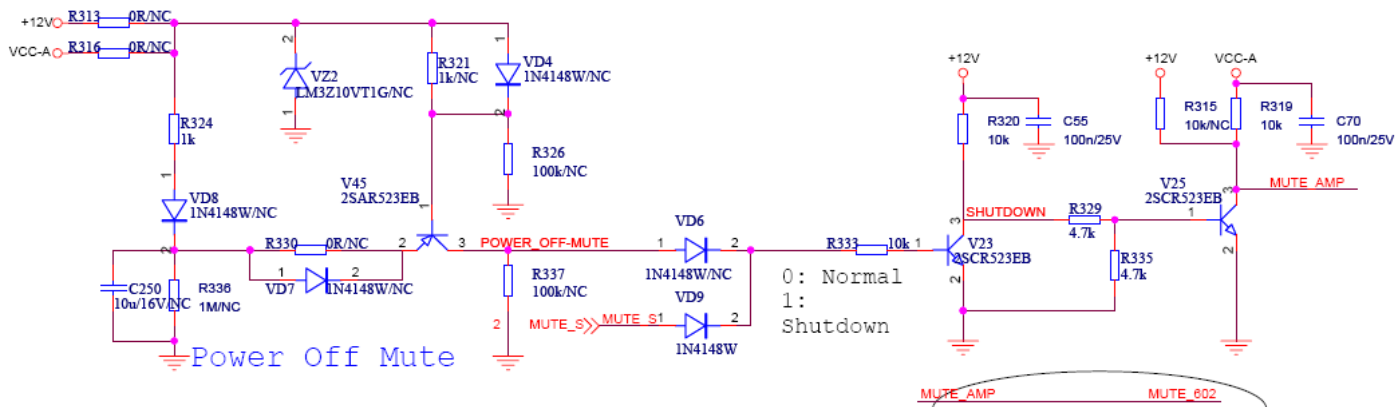 +12V R313 0R/NC
VCC-A R316 0R/NC
2
VZ2
LM3Z10VT1G/NC
1
R321
1k/NC
1
VD4
1N4148W/NC
2
R324
1k
R326
100k/NC
1
VD8
1N4148W/NC
2
V45
2SAR523EB
1
R330 0R/NC
2
3
POWER_OFF-MUTE
1
2
VD7
1N4148W/NC
C250
10u/16V/NC
R336
1M/NC
R337
100k/NC
2
Power Off Mute
1
VD6
2
1N4148W/NC
VD9
MUTE_S
MUTE_S
1
2
1N4148W
R333 10k
1
0: Normal
1:
Shutdown
+12V
R320
10k
C55
100n/25V
3
SHUTDOWN
V23
2SCR523EB
2
R329
4.7k
R335
4.7k
+12V
VCC-A
R315
10k/NC
R319
10k
C70
100n/25V
V25
2SCR523EB
3
1
2
MUTE_AMP
MUTE_AMP MUTE_602